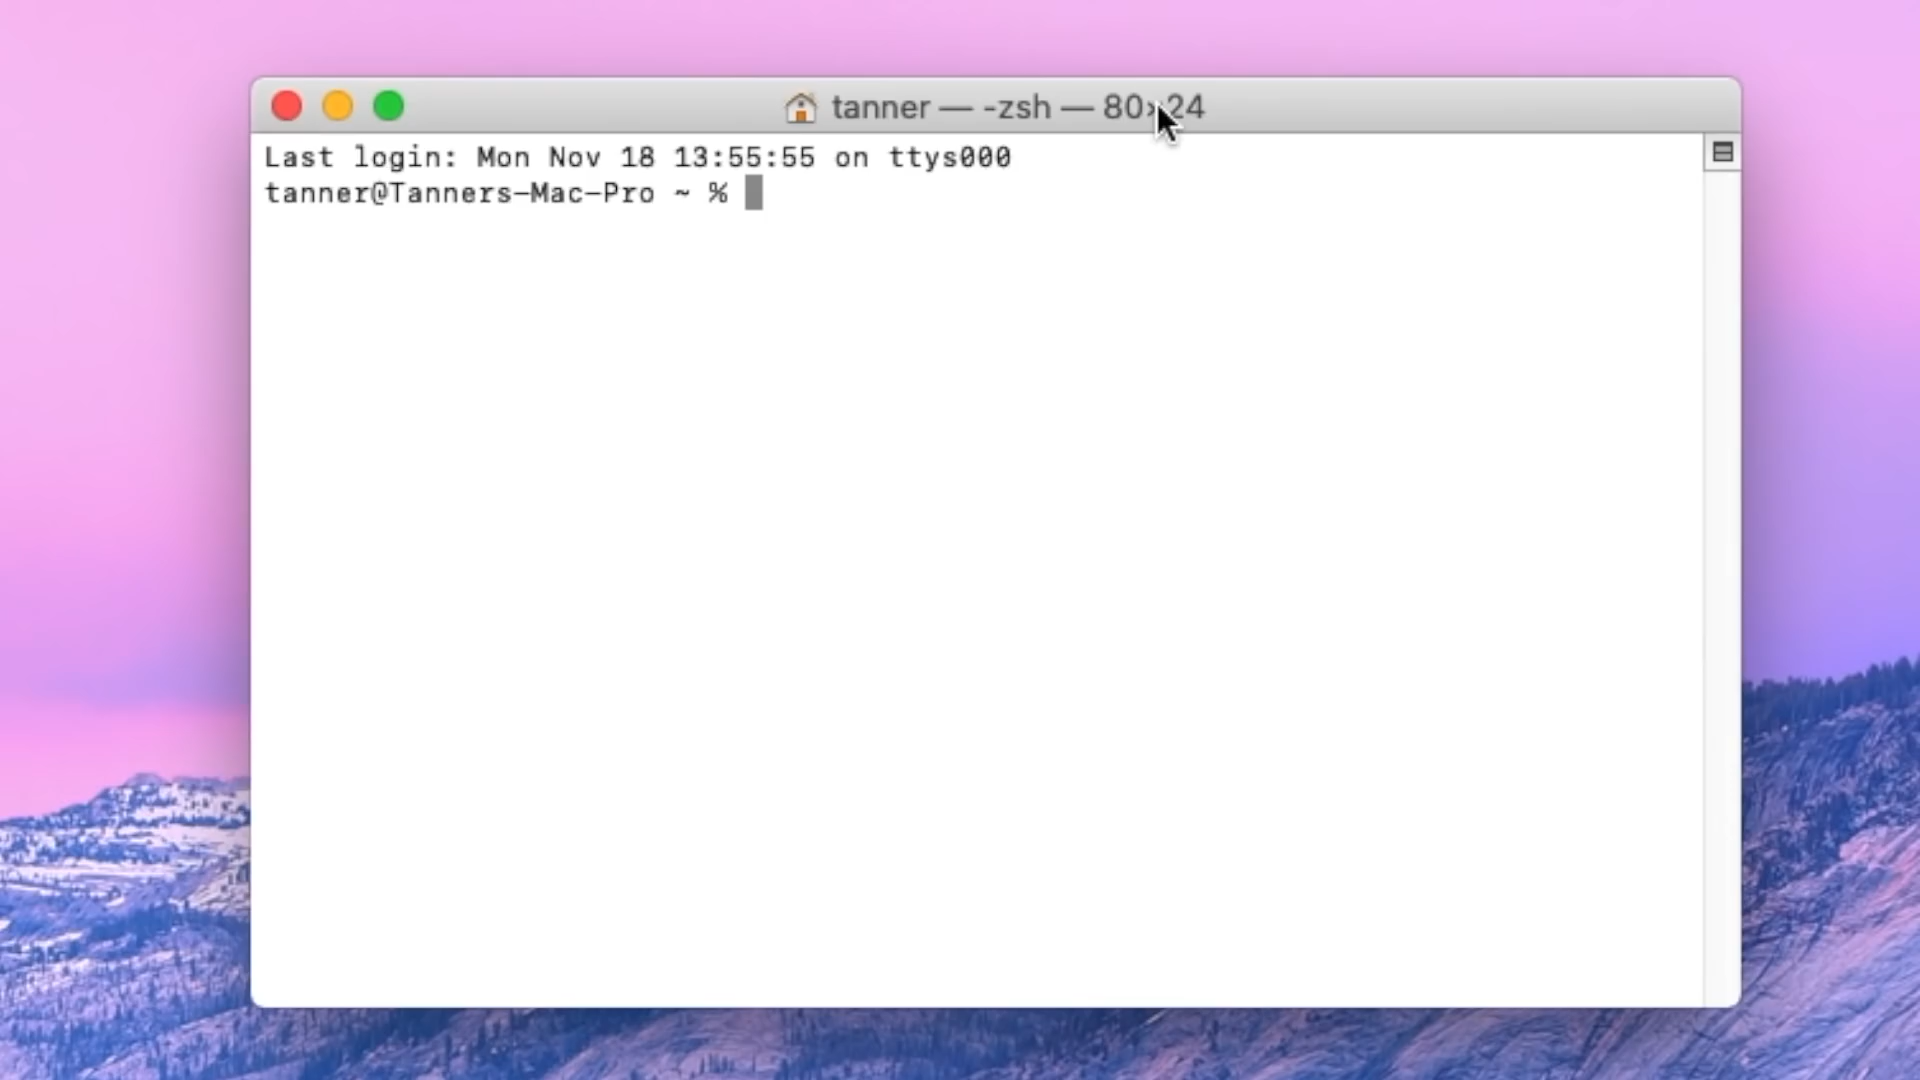 tanner — -zsh — 80×24
Last login: Mon Nov 18 13:55:55 on ttys000
tanner@Tanners-Mac-Pro ~ %